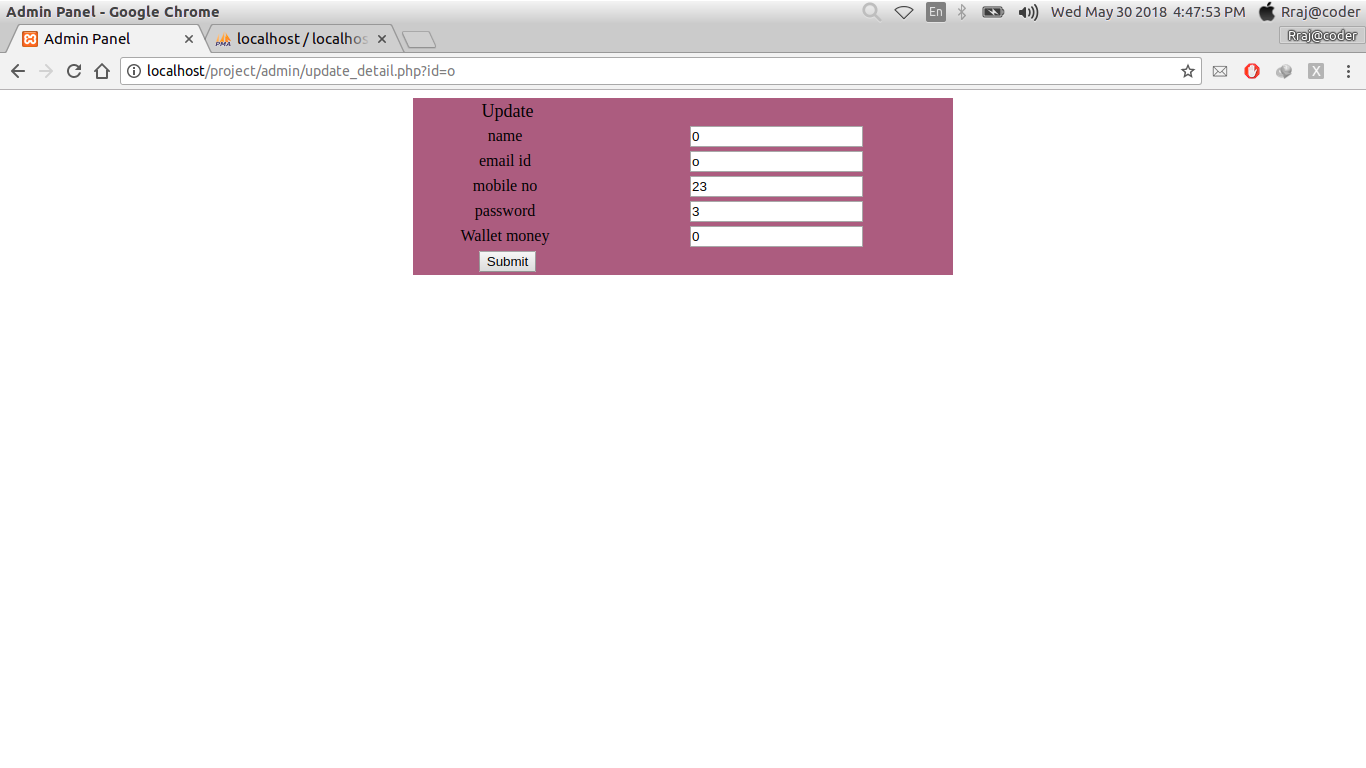 Admin Panel - Google Chrome
En
Wed May 30 2018 4:47:53 PM
Rraj@coder
Admin Panel
PMA
localhost / localhos
Rraj@coder
localhost/project/admin/update_detail.php?id=o
X
Update
name 0
email id o
mobile no 23
password 3
Wallet money 0
Submit